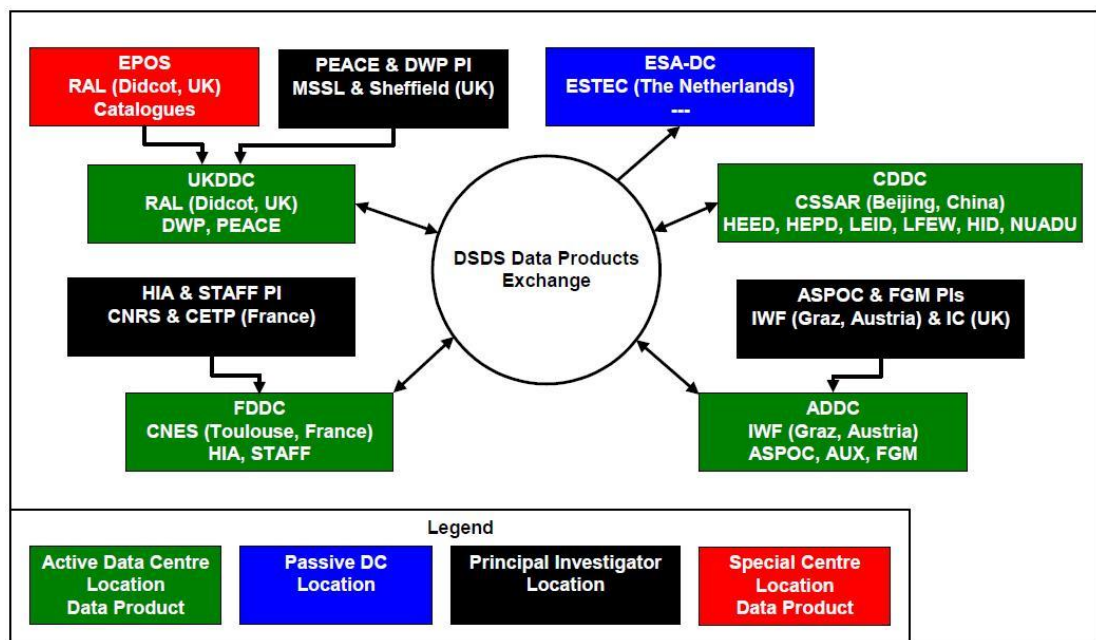 EPOS
RAL (Didcot, UK)
Catalogues
PEACE & DWP PI
MSSL & Sheffield (UK)
ESA-DC
ESTEC (The Netherlands)
---
UKDDC
RAL (Didcot, UK)
DWP, PEACE
CDDC
CSSAR (Beijing, China)
HEED, HEPD, LEID, LFEW, HID, NUADU
DSDS Data Products
Exchange
HIA & STAFF PI
CNRS & CETP (France)
ASPOC & FGM PIs
IWF (Graz, Austria) & IC (UK)
FDDC
CNES (Toulouse, France)
HIA, STAFF
ADDC
IWF (Graz, Austria)
ASPOC, AUX, FGM
Legend
Active Data Centre
Location
Data Product
Passive DC
Location
Principal Investigator
Location
Special Centre
Location
Data Product